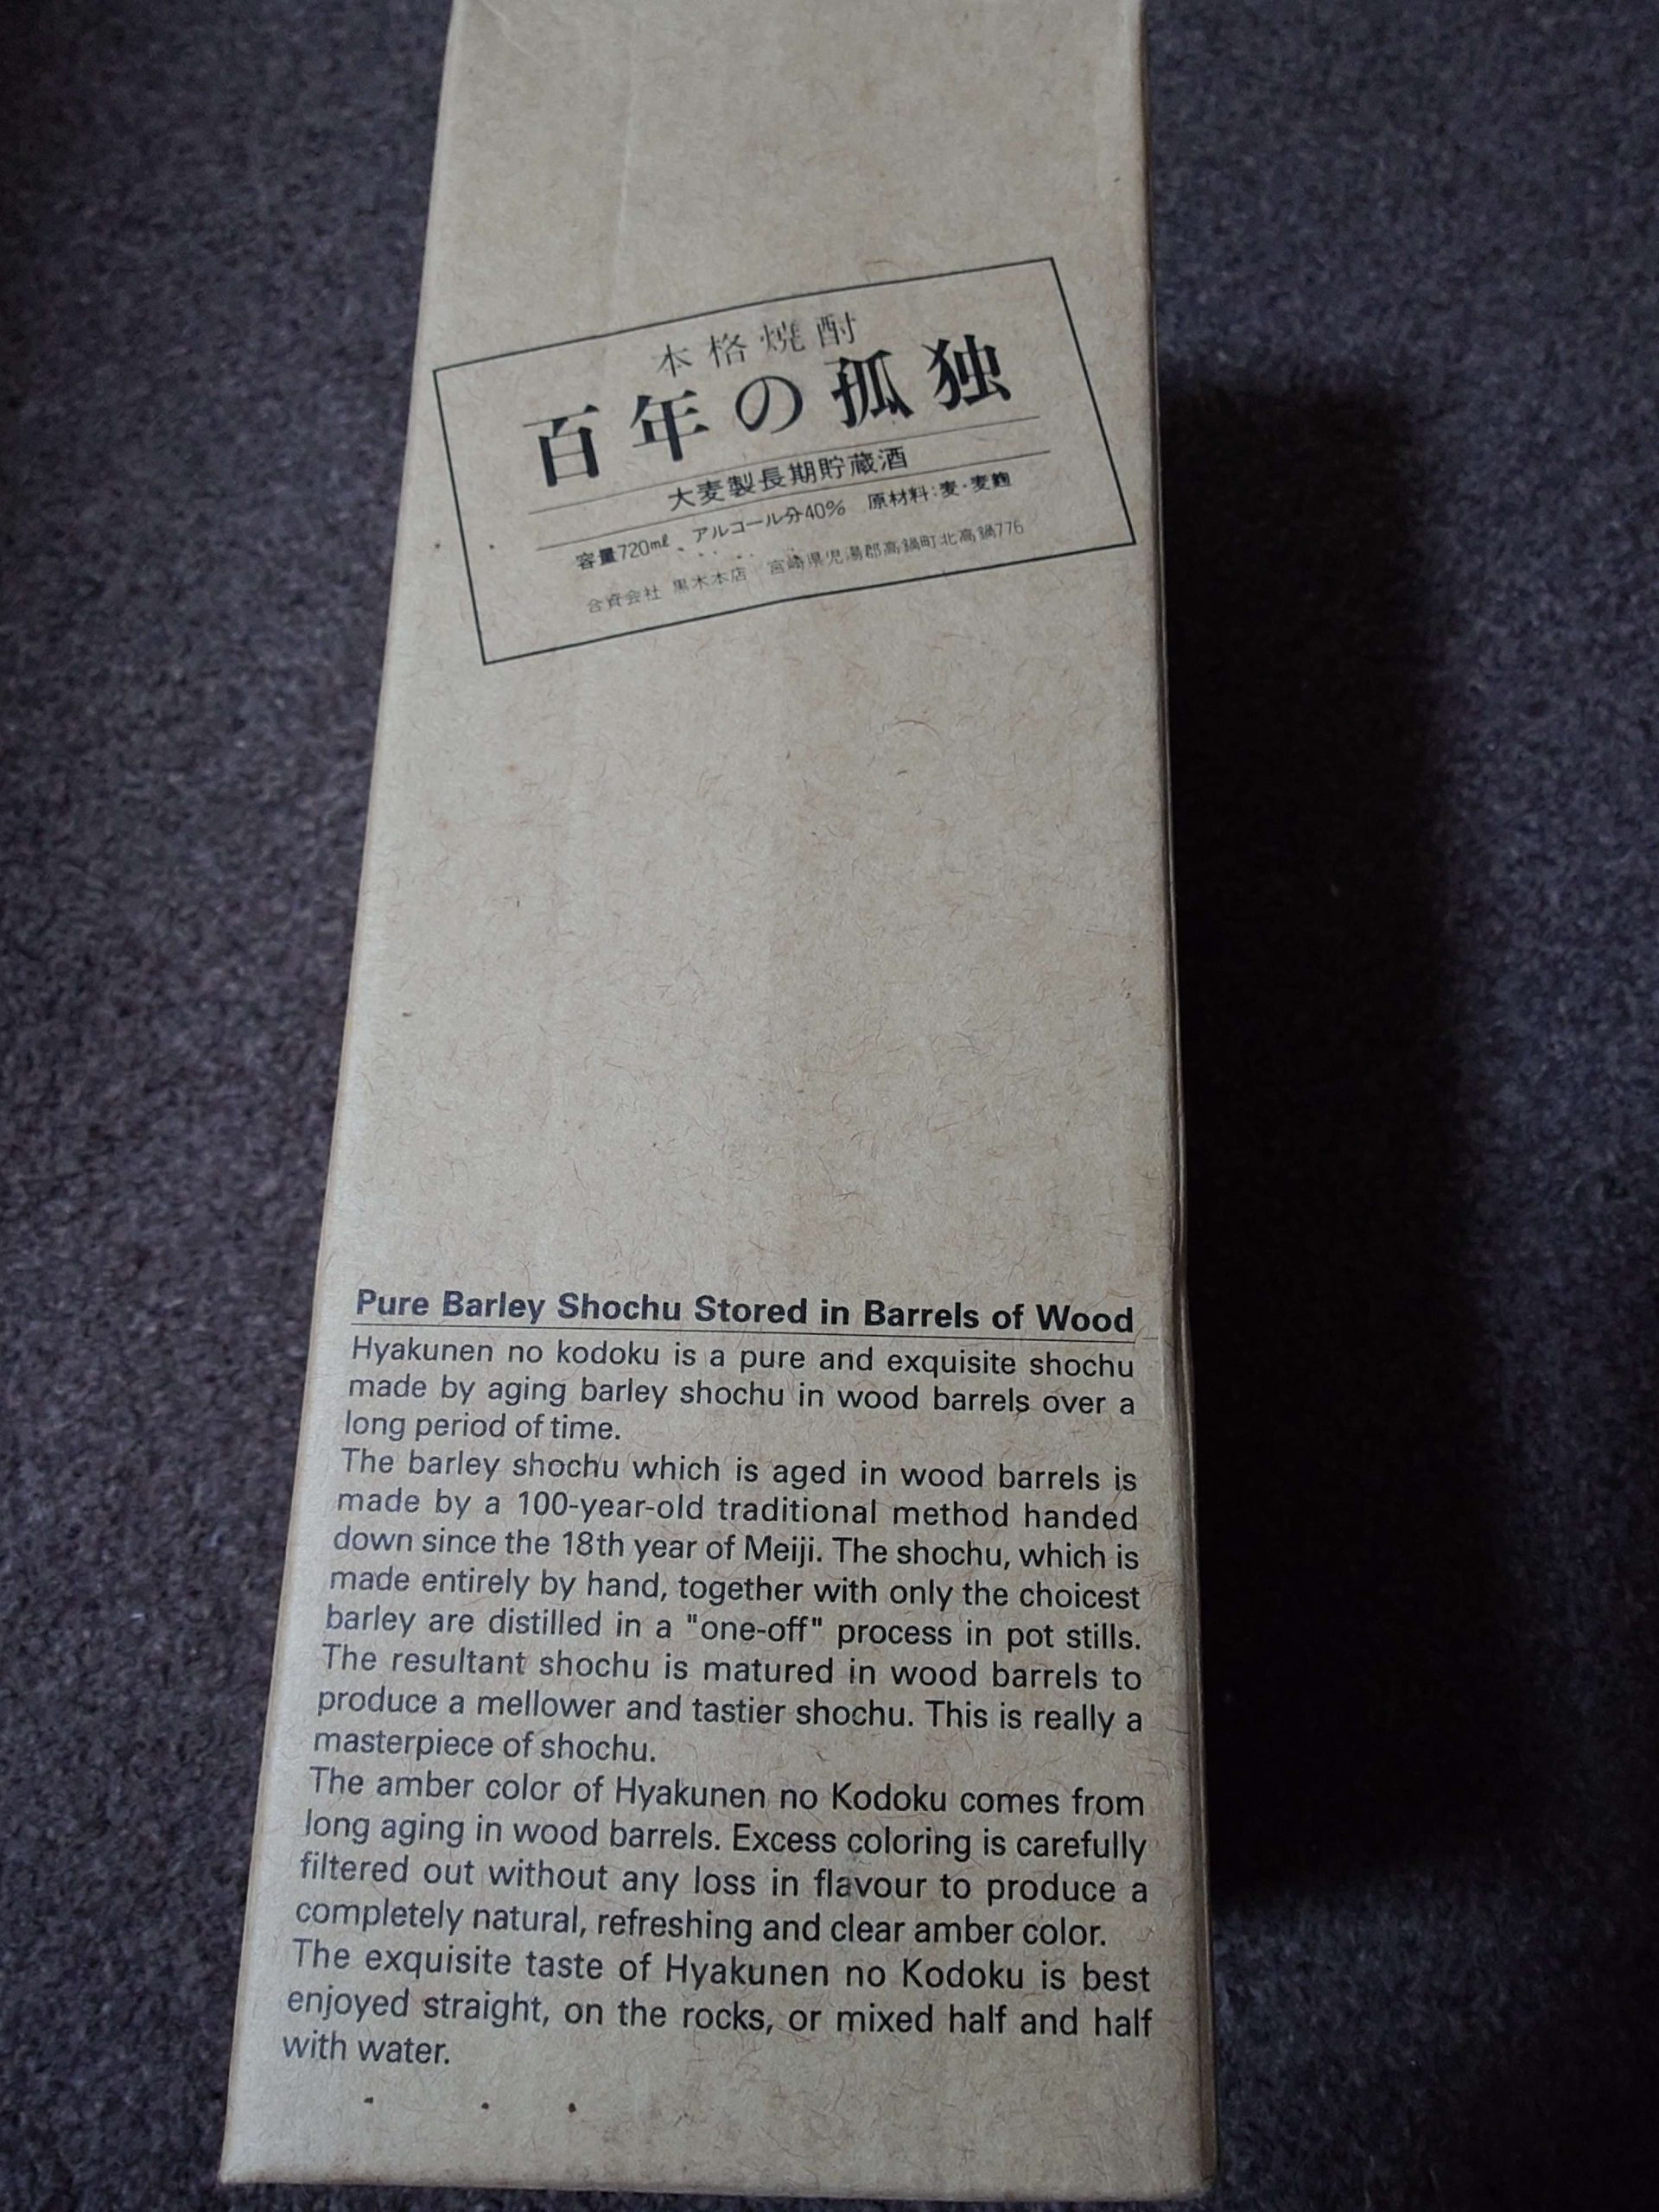 本格焼酎
百年の孤独
大麦製長期貯蔵酒
容量720ml、アルコール分40% 原材料:麦・麦麹
合資会社 黒木本店 宮崎県児湯郡高鍋町北高鍋776
Pure Barley Shochu Stored in Barrels of Wood
Hyakunen no kodoku is a pure and exquisite shochu
made by aging barley shochu in wood barrels over a
long period of time.
The barley shochu which is aged in wood barrels is
made by a 100-year-old traditional method handed
down since the 18th year of Meiji. The shochu, which is
made entirely by hand, together with only the choicest
barley are distilled in a "one-off" process in pot stills.
The resultant shochu is matured in wood barrels to
produce a mellower and tastier shochu. This is really a
masterpiece of shochu.
The amber color of Hyakunen no Kodoku comes from
long aging in wood barrels. Excess coloring is carefully
filtered out without any loss in flavour to produce a
completely natural, refreshing and clear amber color.
The exquisite taste of Hyakunen no Kodoku is best
enjoyed straight, on the rocks, or mixed half and half
with water.